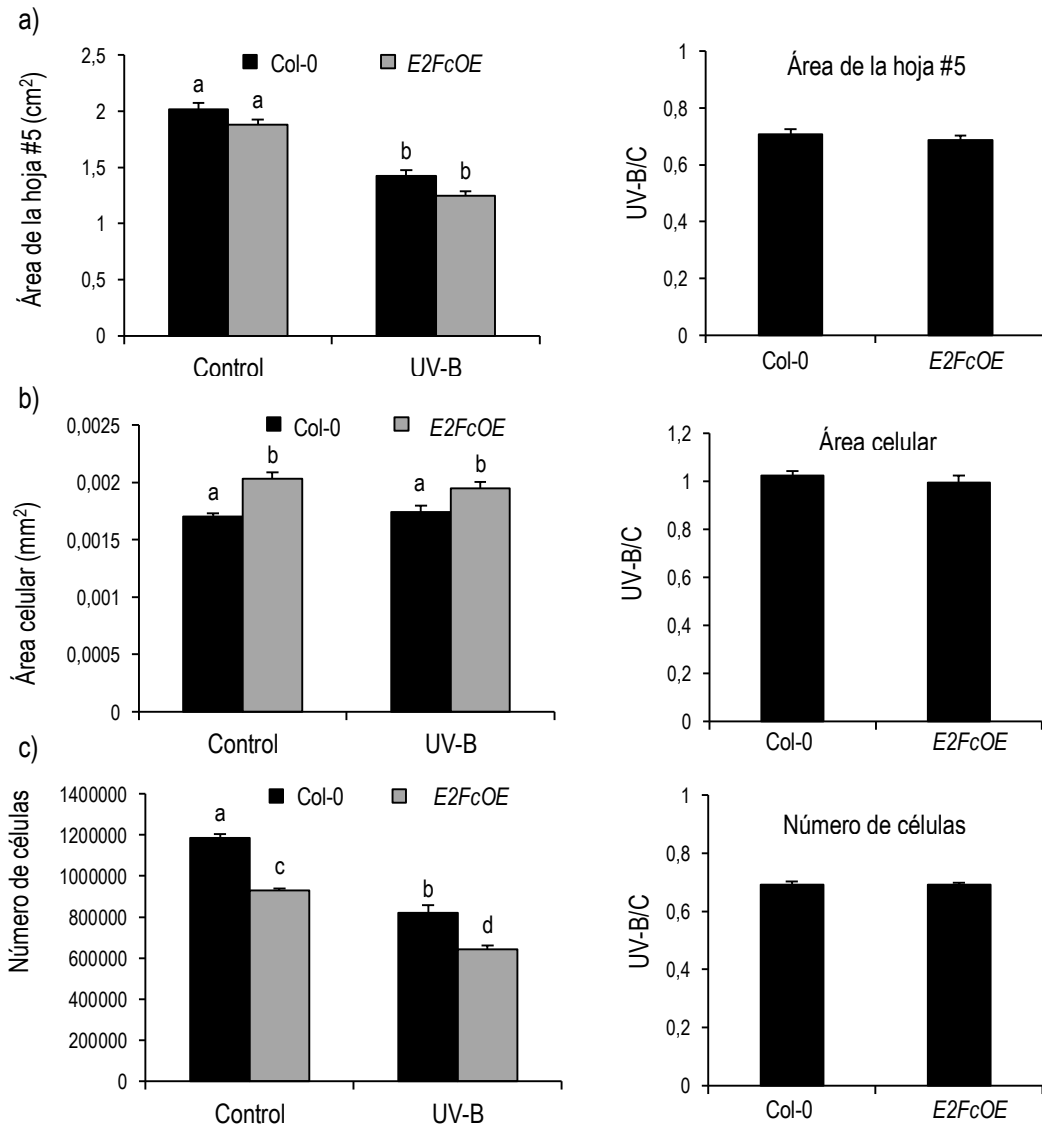 a)
Área de la hoja #5 (cm²)
2,5
2
1,5
1
0,5
0
Col-0
E2FcOE
a
a
b
b
Control
UV-B
UV-B/C
1
0,8
0,6
0,4
0,2
0
Área de la hoja #5
Col-0
E2FcOE
b)
Área celular (mm²)
0,0025
0,002
0,0015
0,001
0,0005
0
Col-0
E2FcOE
a
b
a
b
Control
UV-B
UV-B/C
1,2
1
0,8
0,6
0,4
0,2
0
Área celular
Col-0
E2FcOE
c)
Número de células
1400000
1200000
1000000
800000
600000
400000
200000
0
Col-0
E2FcOE
a
c
b
d
Control
UV-B
UV-B/C
1
0,8
0,6
0,4
0,2
0
Número de células
Col-0
E2FcOE